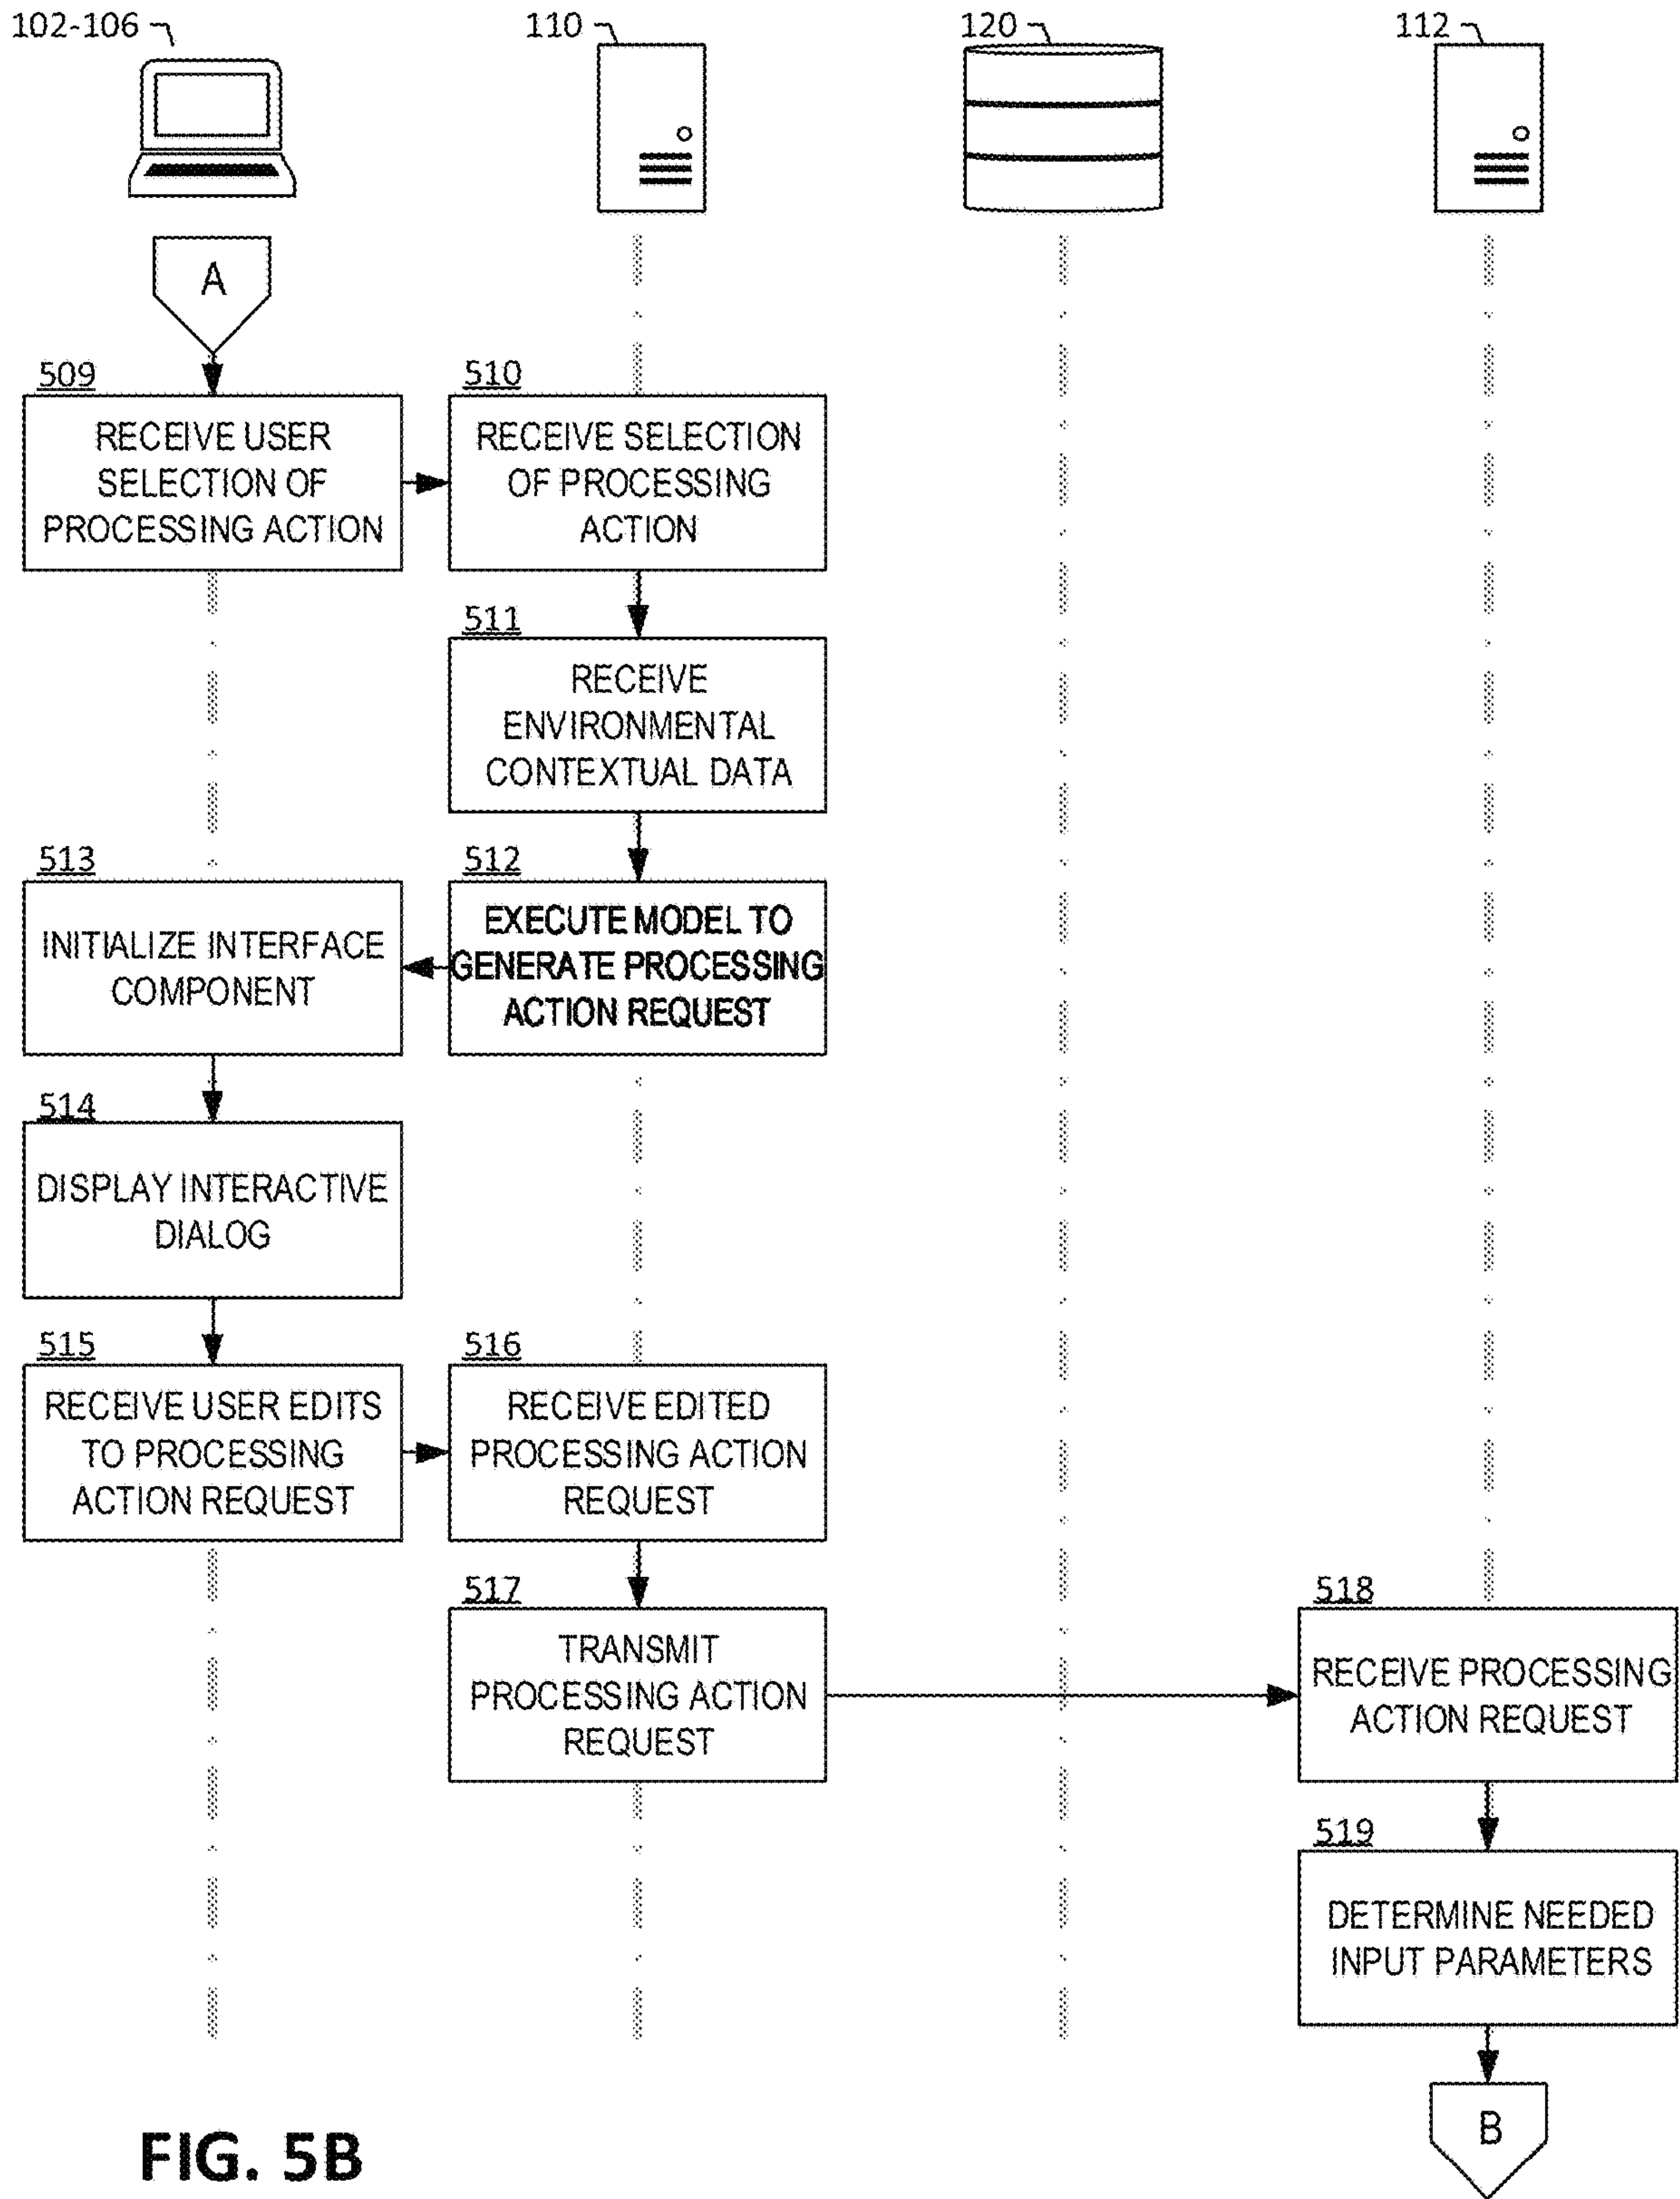 102-106
110
120
112
A
509
RECEIVE USER
SELECTION OF
PROCESSING ACTION
510
RECEIVE SELECTION
OF PROCESSING
ACTION
511
RECEIVE
ENVIRONMENTAL
CONTEXTUAL DATA
512
EXECUTE MODEL TO
GENERATE PROCESSING
ACTION REQUEST
513
INITIALIZE INTERFACE
COMPONENT
514
DISPLAY INTERACTIVE
DIALOG
515
RECEIVE USER EDITS
TO PROCESSING
ACTION REQUEST
516
RECEIVE EDITED
PROCESSING ACTION
REQUEST
517
TRANSMIT
PROCESSING ACTION
REQUEST
518
RECEIVE PROCESSING
ACTION REQUEST
519
DETERMINE NEEDED
INPUT PARAMETERS
B
FIG. 5B